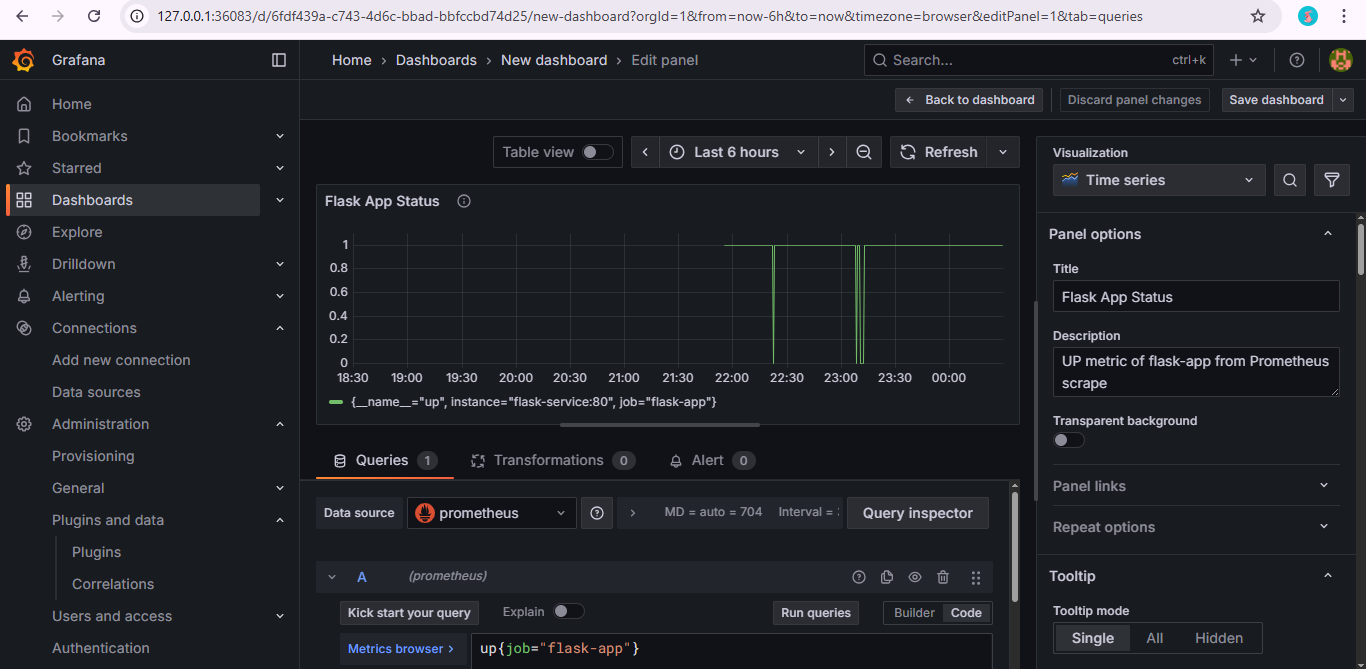 127.0.0.1:36083/d/6fdf439a-c743-4d6c-bbad-bbfccbd74d25/new-dashboard?orgId=1&from=now-6h&to=now&timezone=browser&editPanel=1&tab=queries
Grafana
Home › Dashboards › New dashboard › Edit panel
Search...
ctrl+k
Back to dashboard
Discard panel changes
Save dashboard
Home
Bookmarks
Starred
Dashboards
Explore
Drilldown
Alerting
Connections
Add new connection
Data sources
Administration
Provisioning
General
Plugins and data
Plugins
Correlations
Users and access
Authentication
Table view
Last 6 hours
Refresh
Flask App Status
1
0.8
0.6
0.4
0.2
0
18:30 19:00 19:30 20:00 20:30 21:00 21:30 22:00 22:30 23:00 23:30 00:00
{__name__="up", instance="flask-service:80", job="flask-app"}
Queries 1
Transformations 0
Alert 0
Data source
prometheus
MD = auto = 704
Interval =
Query inspector
A
(prometheus)
Kick start your query
Explain
Run queries
Builder
Code
Metrics browser >
up{job="flask-app"}
Visualization
Time series
Panel options
Title
Flask App Status
Description
UP metric of flask-app from Prometheus
scrape
Transparent background
Panel links
Repeat options
Tooltip
Tooltip mode
Single
All
Hidden